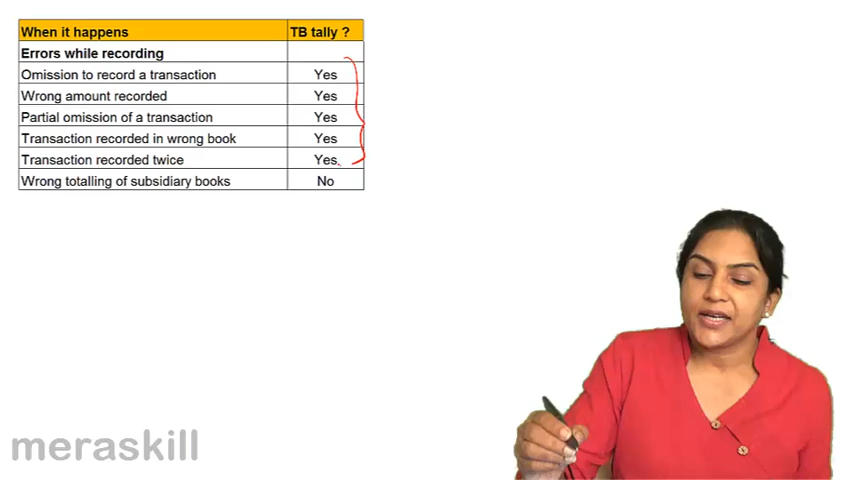 When it happens TB tally ?
Errors while recording
Omission to record a transaction Yes
Wrong amount recorded Yes
Partial omission of a transaction Yes
Transaction recorded in wrong book Yes
Transaction recorded twice Yes
Wrong totalling of subsidiary books No
meraskill